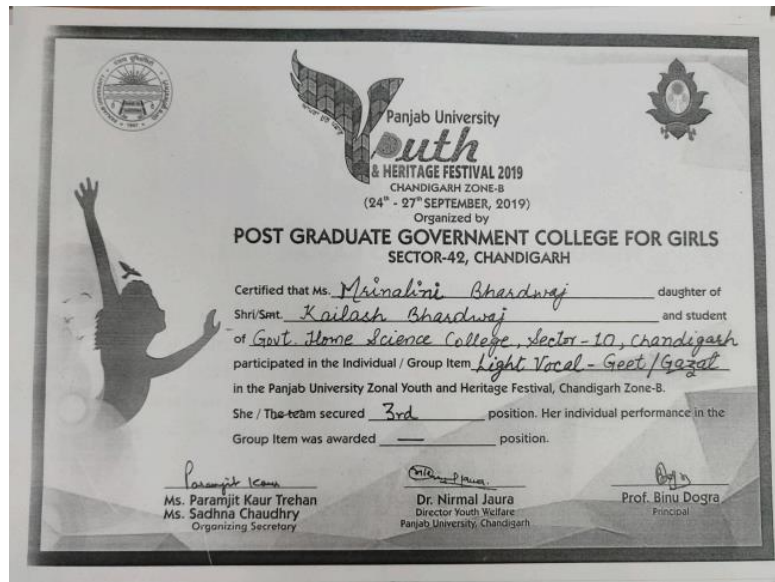 Panjab University
Youth
& HERITAGE FESTIVAL 2019
CHANDIGARH ZONE-B
(24th - 27th SEPTEMBER, 2019)
Organized by
POST GRADUATE GOVERNMENT COLLEGE FOR GIRLS
SECTOR-42, CHANDIGARH
Certified that Ms. Mrinalini Bhardwaj daughter of
Shri/Smt. Kailash Bhardwaj and student
of Govt. Home Science College, Sector-10, Chandigarh
participated in the Individual / Group Item Light Vocal - Geet/Gazal
in the Panjab University Zonal Youth and Heritage Festival, Chandigarh Zone-B.
She / The team secured 3rd position. Her individual performance in the
Group Item was awarded — position.
Paramjit Kaur
Ms. Paramjit Kaur Trehan
Ms. Sadhna Chaudhry
Organizing Secretary
Dr. Nirmal Jaura
Director Youth Welfare
Panjab University, Chandigarh
Prof. Binu Dogra
Principal